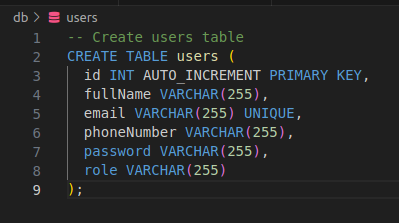 db > users
1 -- Create users table
2 CREATE TABLE users (
3 id INT AUTO_INCREMENT PRIMARY KEY,
4 fullName VARCHAR(255),
5 email VARCHAR(255) UNIQUE,
6 phoneNumber VARCHAR(255),
7 password VARCHAR(255),
8 role VARCHAR(255)
9 );